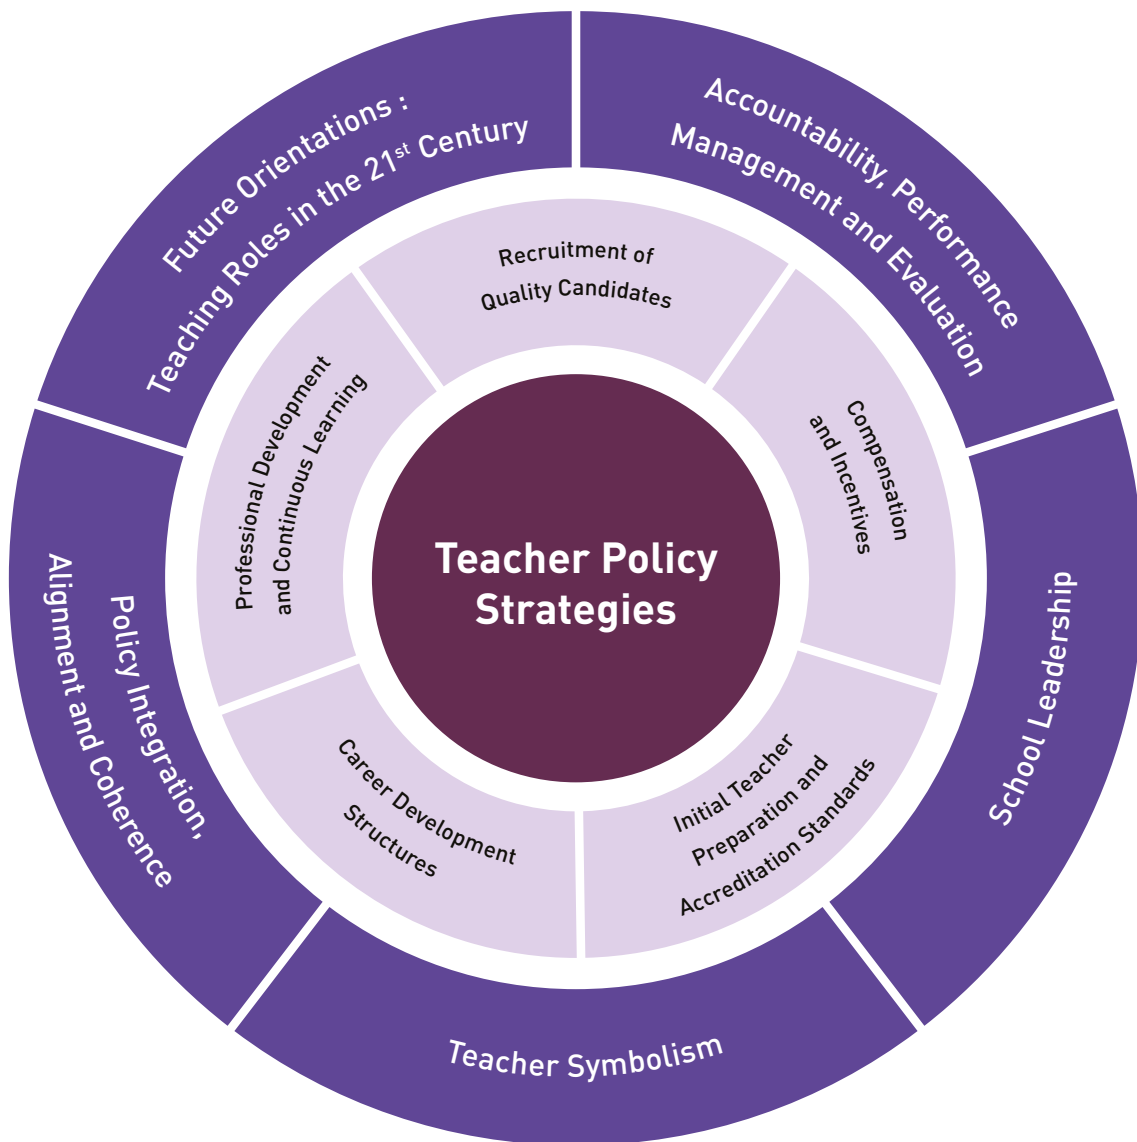 Future Orientations :
Teaching Roles in the 21st Century
Accountability, Performance
Management and Evaluation
School Leadership
Teacher Symbolism
Policy Integration,
Alignment and Coherence
Recruitment of
Quality Candidates
Compensation
and Incentives
Initial Teacher
Preparation and
Accreditation Standards
Career Development
Structures
Professional Development
and Continuous Learning
Teacher Policy
Strategies